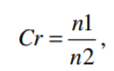 Cr = n1 / n2,